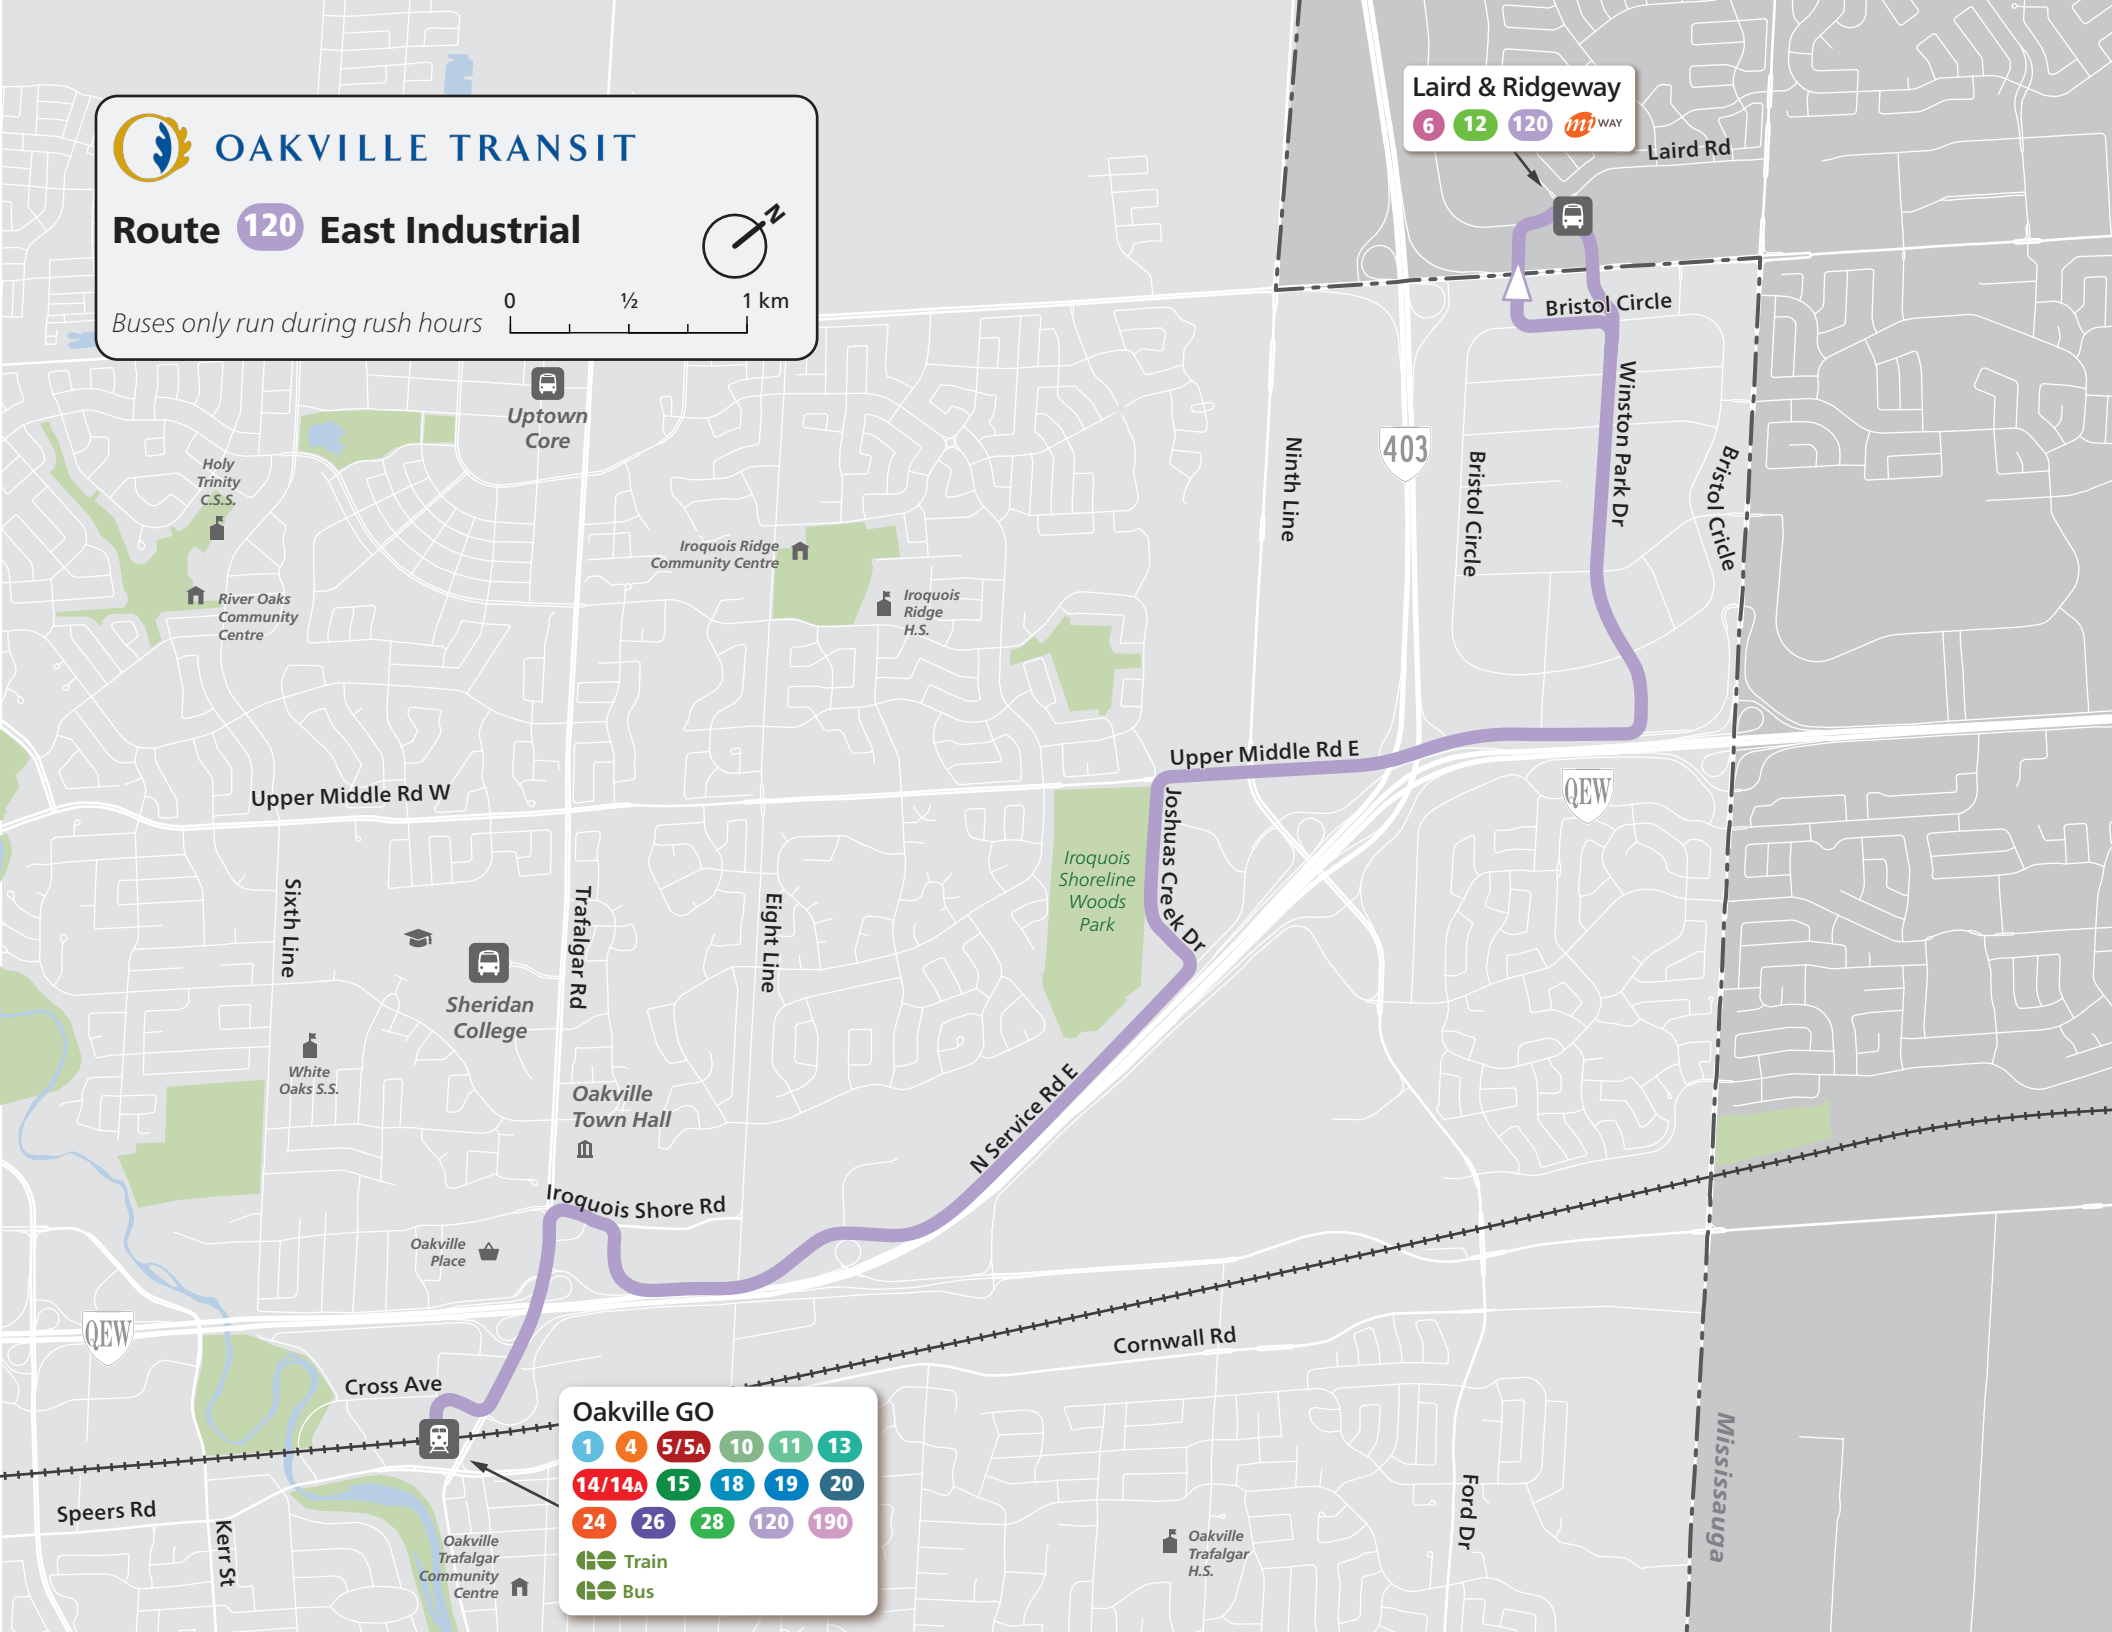 OAKVILLE TRANSIT
Route 120 East Industrial
N
Buses only run during rush hours
0 ½ 1 km
Laird & Ridgeway
6 12 120 mi WAY
Laird Rd
Bristol Circle
Winston Park Dr
Bristol Circle
Bristol Cricle
Ninth Line
403
Uptown
Core
Holy
Trinity
C.S.S.
River Oaks
Community
Centre
Iroquois Ridge
Community Centre
Iroquois
Ridge
H.S.
Upper Middle Rd E
Upper Middle Rd W
QEW
Joshuas Creek Dr
Iroquois
Shoreline
Woods
Park
Sixth Line
Trafalgar Rd
Eight Line
Sheridan
College
White
Oaks S.S.
Oakville
Town Hall
N Service Rd E
Iroquois Shore Rd
Oakville
Place
QEW
Cross Ave
Cornwall Rd
Oakville GO
1 4 5/5A 10 11 13
14/14A 15 18 19 20
24 26 28 120 190
GO Train
GO Bus
Speers Rd
Kerr St
Oakville
Trafalgar
Community
Centre
Oakville
Trafalgar
H.S.
Ford Dr
Mississauga